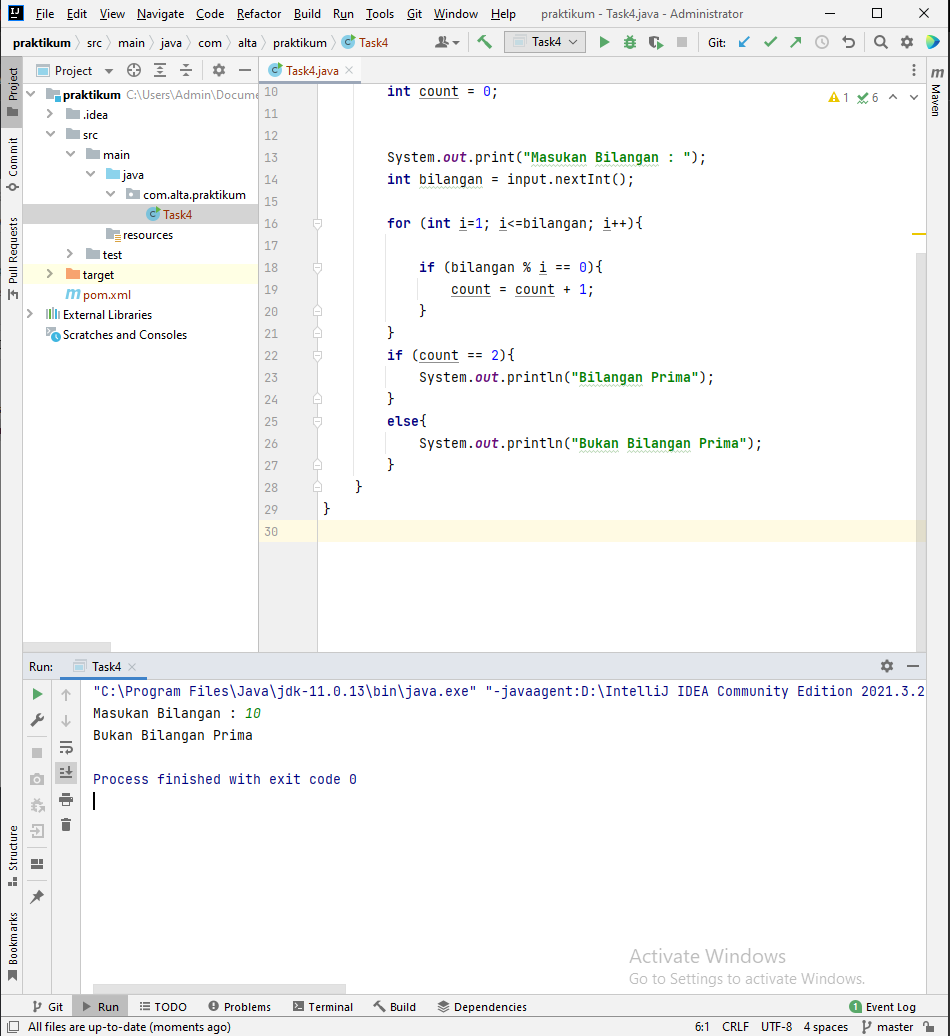 File Edit View Navigate Code Refactor Build Run Tools Git Window Help praktikum - Task4.java - Administrator
praktikum src main java com alta praktikum Task4 Task4 Git:
Project
Task4.java
praktikum C:\Users\Admin\Docume
.idea
src
main
java
com.alta.praktikum
Task4
resources
test
target
pom.xml
External Libraries
Scratches and Consoles
Project
Commit
Pull Requests
Structure
Bookmarks
Maven
1 6
10 int count = 0;
11
12
13 System.out.print("Masukan Bilangan : ");
14 int bilangan = input.nextInt();
15
16 for (int i=1; i<=bilangan; i++){
17
18 if (bilangan % i == 0){
19 count = count + 1;
20 }
21 }
22 if (count == 2){
23 System.out.println("Bilangan Prima");
24 }
25 else{
26 System.out.println("Bukan Bilangan Prima");
27 }
28 }
29 }
30
Run: Task4
"C:\Program Files\Java\jdk-11.0.13\bin\java.exe" "-javaagent:D:\IntelliJ IDEA Community Edition 2021.3.2
Masukan Bilangan : 10
Bukan Bilangan Prima
Process finished with exit code 0
Activate Windows
Go to Settings to activate Windows.
Git Run TODO Problems Terminal Build Dependencies 1 Event Log
All files are up-to-date (moments ago) 6:1 CRLF UTF-8 4 spaces master